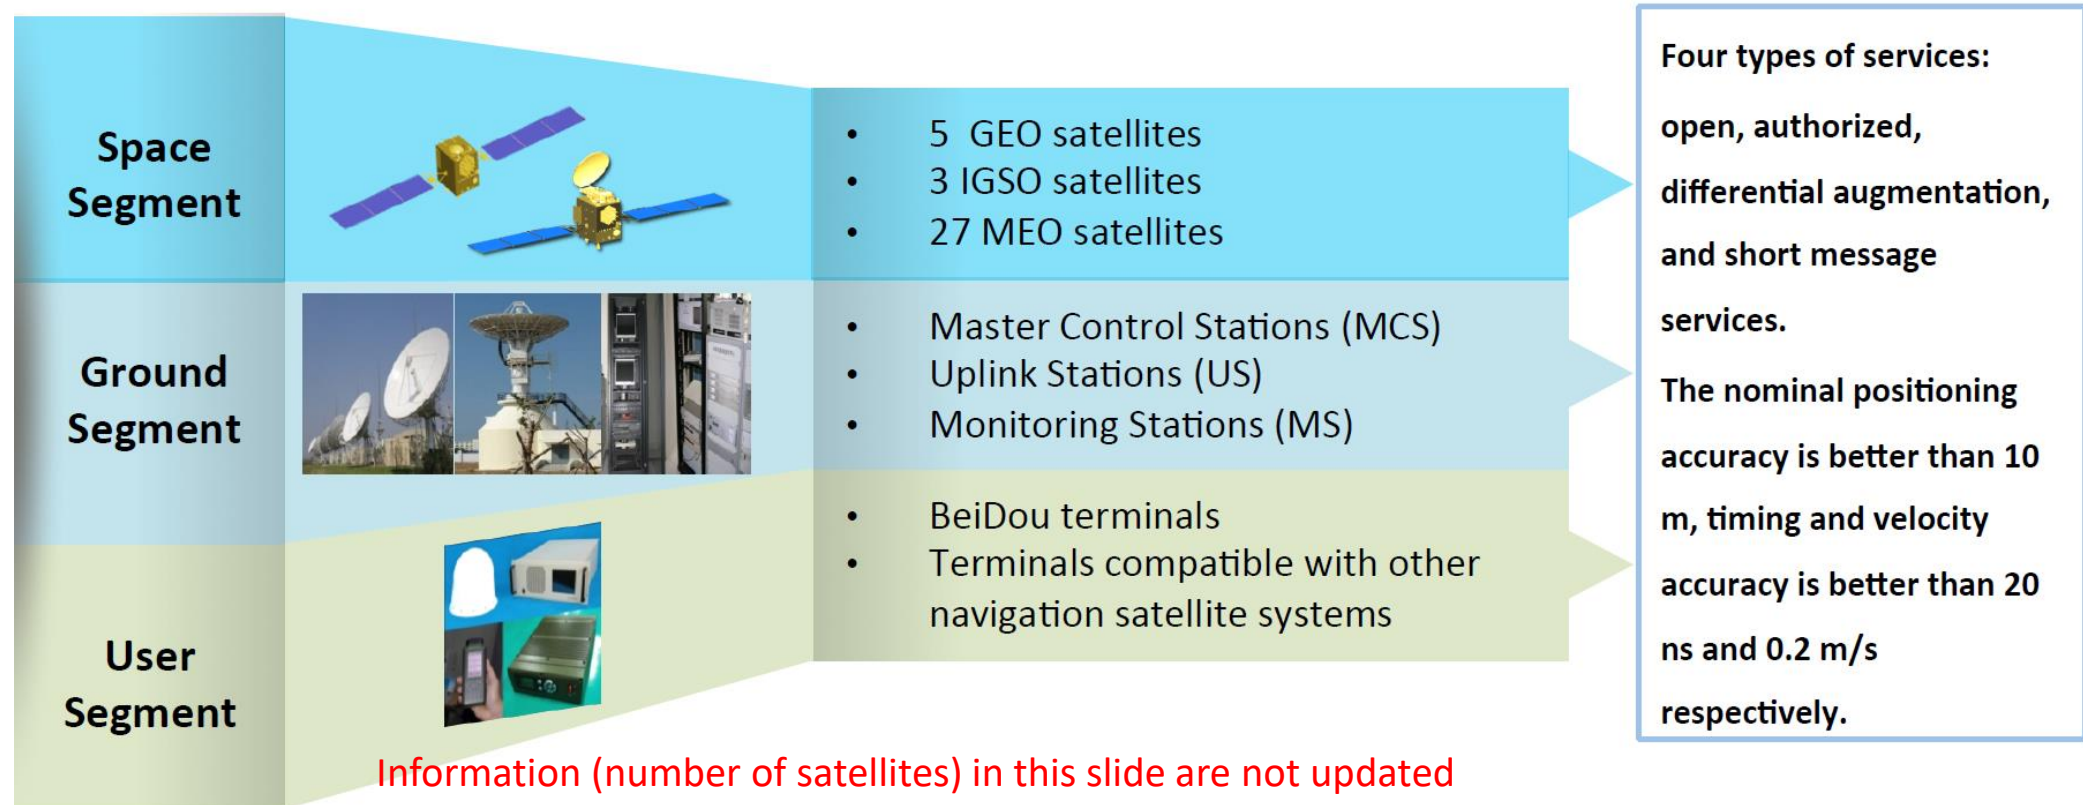 Space
Segment
• 5 GEO satellites
• 3 IGSO satellites
• 27 MEO satellites
Ground
Segment
• Master Control Stations (MCS)
• Uplink Stations (US)
• Monitoring Stations (MS)
User
Segment
• BeiDou terminals
• Terminals compatible with other
navigation satellite systems
Four types of services:
open, authorized,
differential augmentation,
and short message
services.
The nominal positioning
accuracy is better than 10
m, timing and velocity
accuracy is better than 20
ns and 0.2 m/s
respectively.
Information (number of satellites) in this slide are not updated